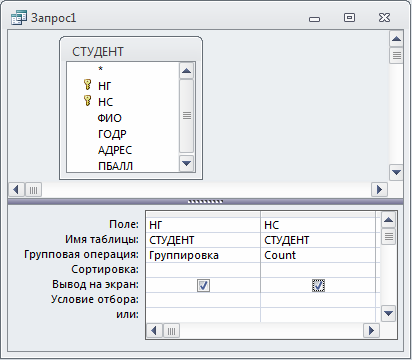 Запрос1
СТУДЕНТ
*
НГ
НС
ФИО
ГОДР
АДРЕС
ПБАЛЛ
Поле: НГ НС
Имя таблицы: СТУДЕНТ СТУДЕНТ
Групповая операция: Группировка Count
Сортировка:
Вывод на экран:
Условие отбора:
или: